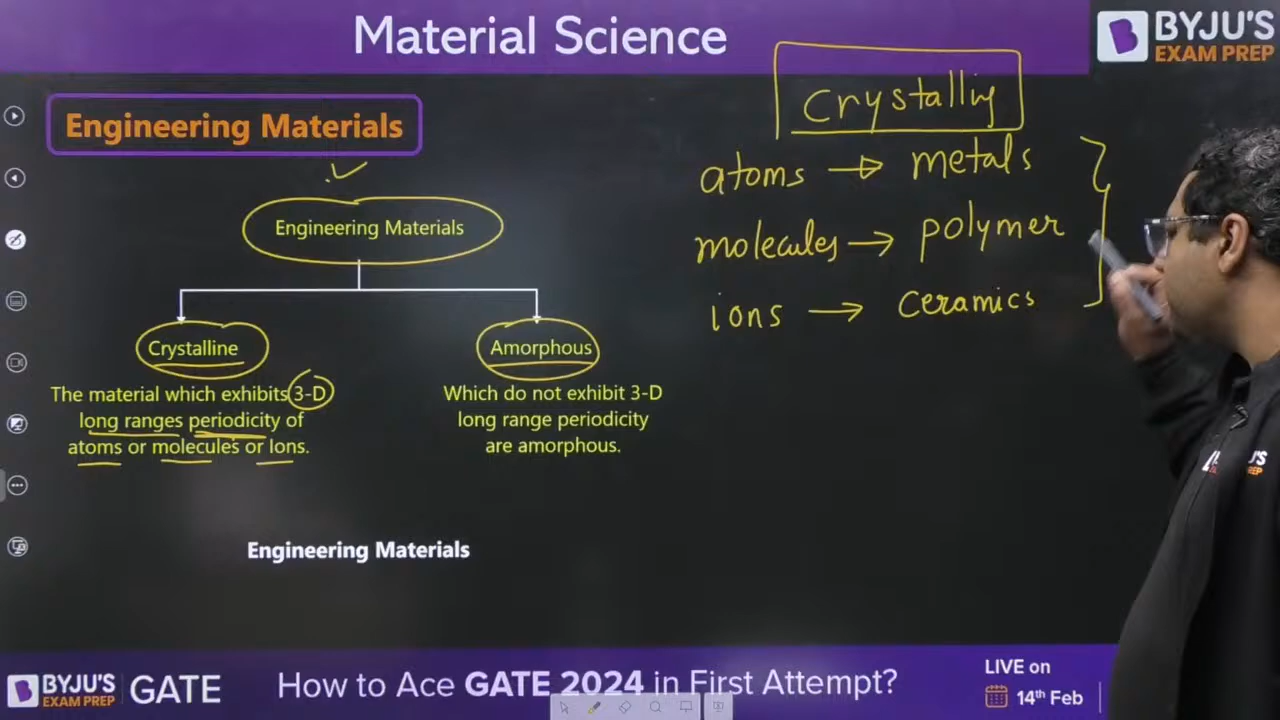 Material Science
BYJU'S
EXAM PREP
Engineering Materials
Engineering Materials
Crystalline
The material which exhibits 3-D
long ranges periodicity of
atoms or molecules or Ions.
Amorphous
Which do not exhibit 3-D
long range periodicity
are amorphous.
Engineering Materials
Crystallin
atoms → metals
molecules → polymer
ions → ceramics
BYJU'S
EXAM PREP
GATE
How to Ace GATE 2024 in First Attempt?
LIVE on
14th Feb